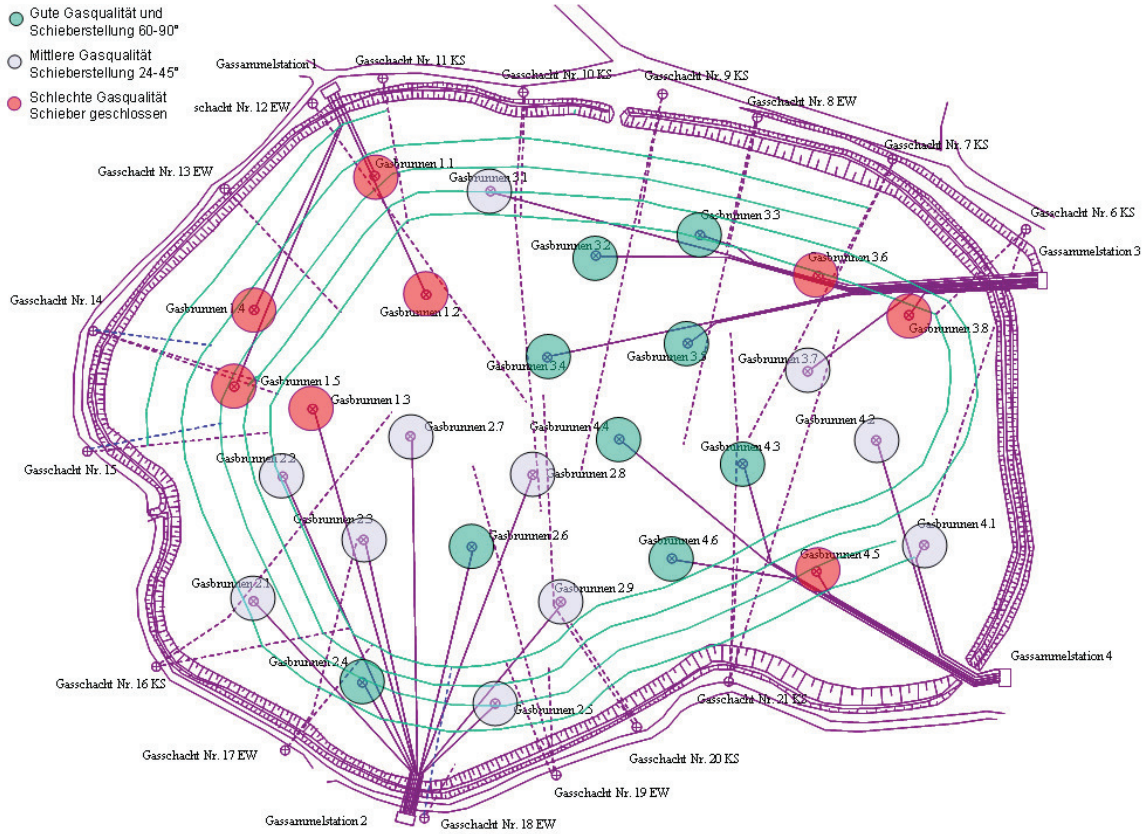 Gute Gasqualität und
Schieberstellung 60-90°
Mittlere Gasqualität
Schieberstellung 24-45°
Schlechte Gasqualität
Schieber geschlossen
Gassammelstation 1
Gasschacht Nr. 11 KS
Gasschacht Nr. 10 KS
Gasschacht Nr. 9 KS
Gasschacht Nr. 8 EW
schacht Nr. 12 EW
Gasschacht Nr. 7 KS
Gasschacht Nr. 13 EW
Gasbrunnen 1.1
Gasbrunnen 3.1
Gasschacht Nr. 6 KS
Gasbrunnen 3.3
Gasbrunnen 3.2
Gasbrunnen 3.6
Gassammelstation 3
Gasschacht Nr. 14
Gasbrunnen 1.4
Gasbrunnen 1.2
Gasbrunnen 3.8
Gasbrunnen 3.5
Gasbrunnen 3.4
Gasbrunnen 3.7
Gasbrunnen 1.5
Gasbrunnen 1.3
Gasbrunnen 2.7
Gasbrunnen 4.4
Gasbrunnen 4.2
Gasbrunnen 4.3
Gasschacht Nr. 15
Gasbrunnen 2.2
Gasbrunnen 2.8
Gasbrunnen 2.3
Gasbrunnen 2.6
Gasbrunnen 4.6
Gasbrunnen 4.5
Gasbrunnen 4.1
Gasbrunnen 2.1
Gasbrunnen 2.9
Gasbrunnen 2.4
Gasschacht Nr. 16 KS
Gassammelstation 4
Gasschacht Nr. 21 KS
Gasbrunnen 2.5
Gasschacht Nr. 17 EW
Gasschacht Nr. 20 KS
Gasschacht Nr. 19 EW
Gassammelstation 2
Gasschacht Nr. 18 EW